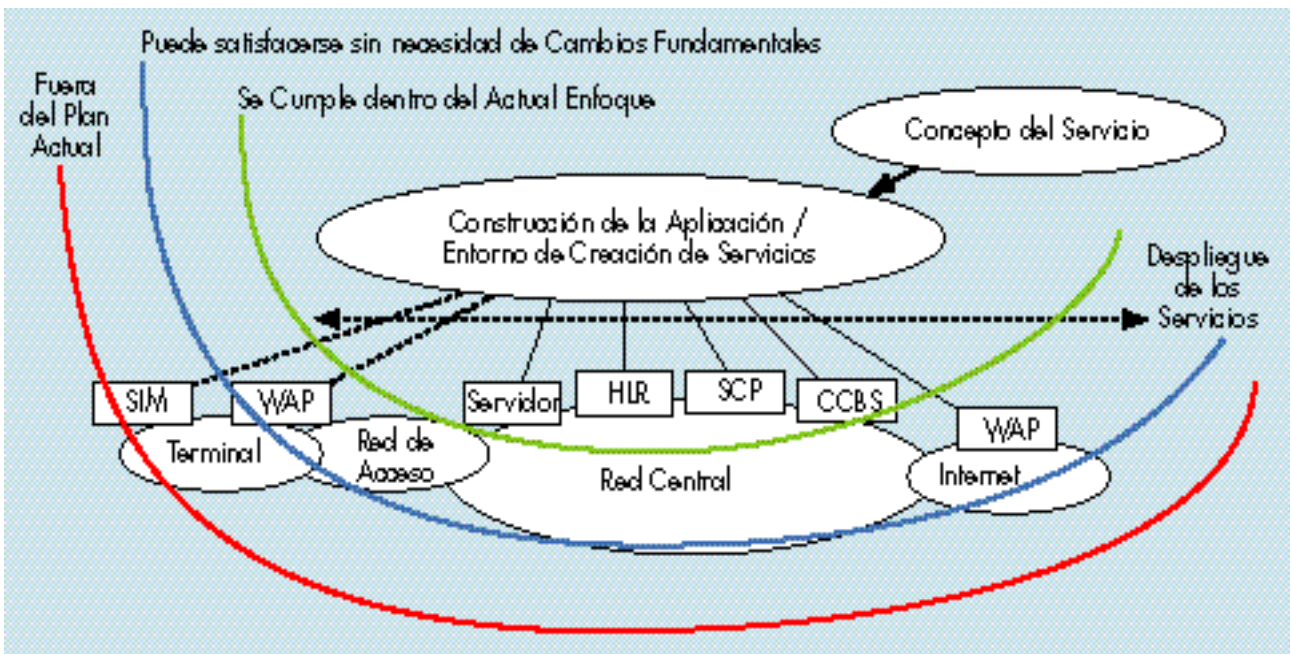 Puede satisfacerse sin necesidad de Cambios Fundamentales
Fuera
del Plan
Actual
Se Cumple dentro del Actual Enfoque
Concepto del Servicio
Construcción de la Aplicación /
Entorno de Creación de Servicios
Despliegue
de los
Servicios
SIM
WAP
Servidor
HLR
SCP
CCBS
WAP
Terminal
Red de
Acceso
Red Central
Internet